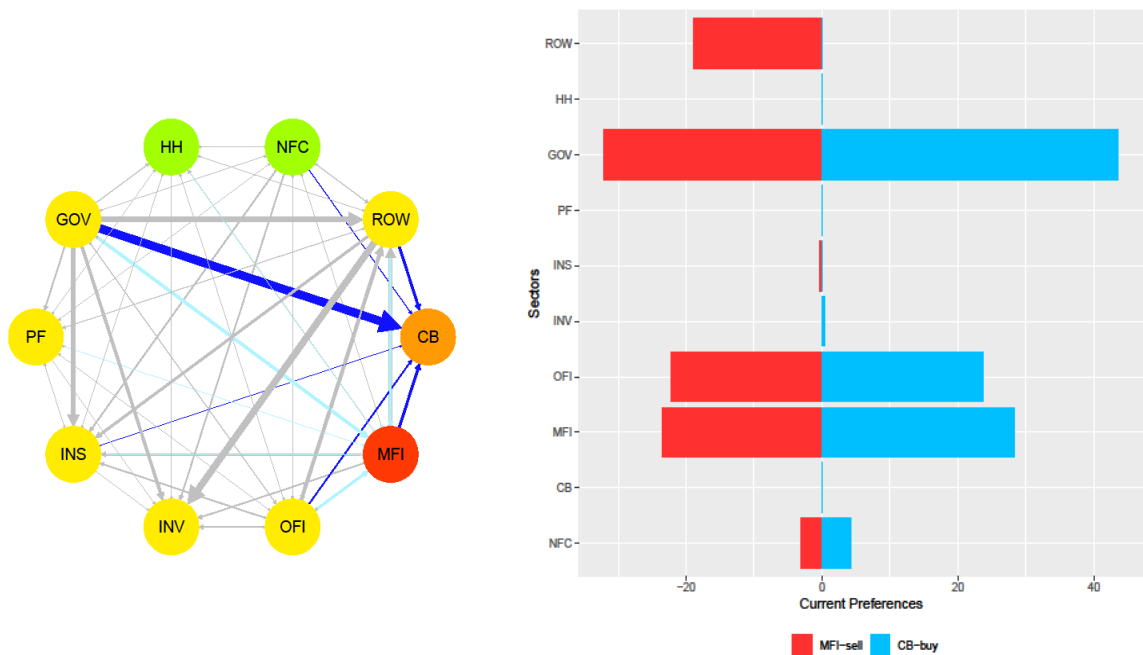 HH
NFC
GOV
ROW
PF
CB
INS
MFI
INV
OFI
ROW
HH
GOV
PF
INS
INV
OFI
MFI
CB
NFC
Sectors
−20
0
20
40
Current Preferences
MFI−sell
CB−buy